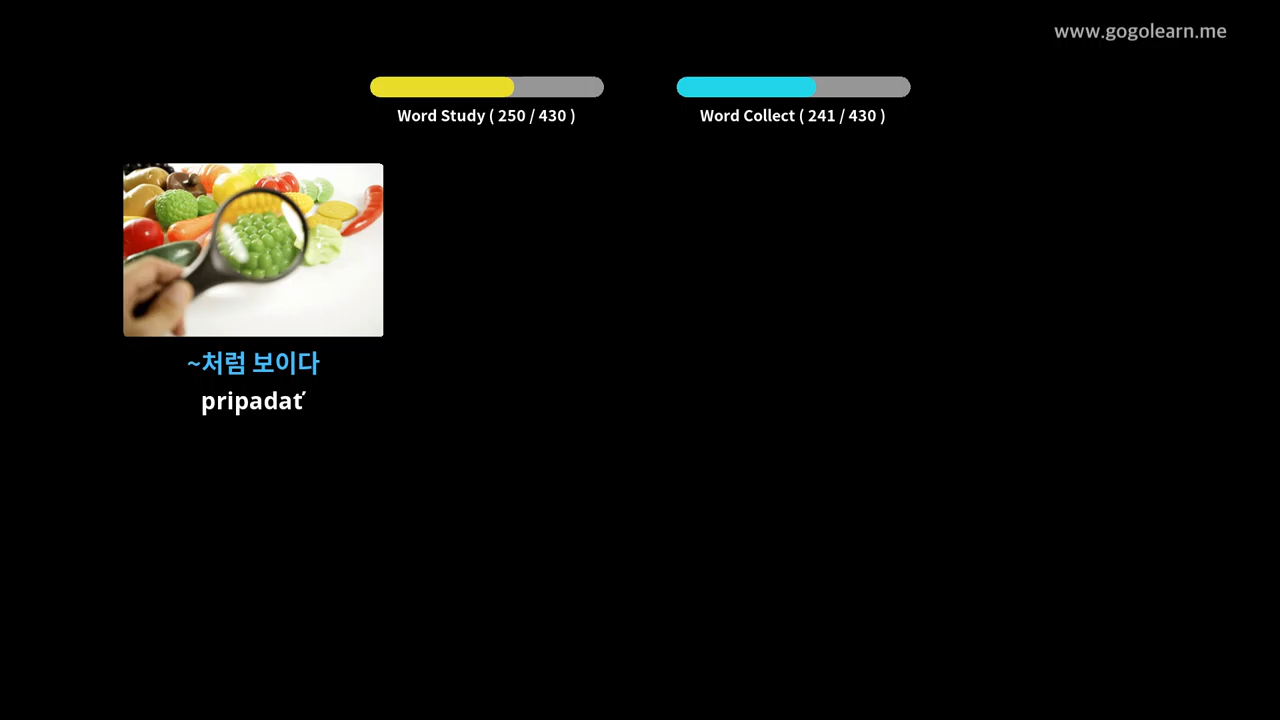 www.gogolearn.me
Word Study ( 250 / 430 )
Word Collect ( 241 / 430 )
~처럼 보이다
pripadať